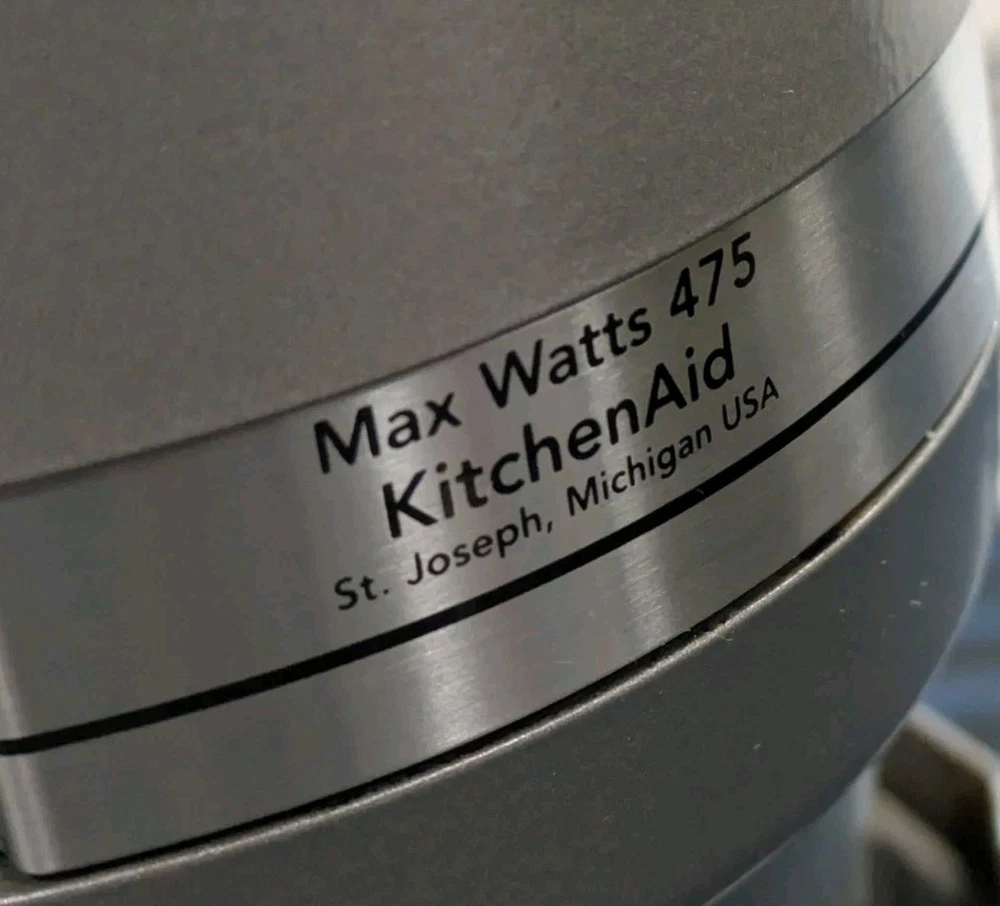 Max Watts 475
KitchenAid
St. Joseph, Michigan USA